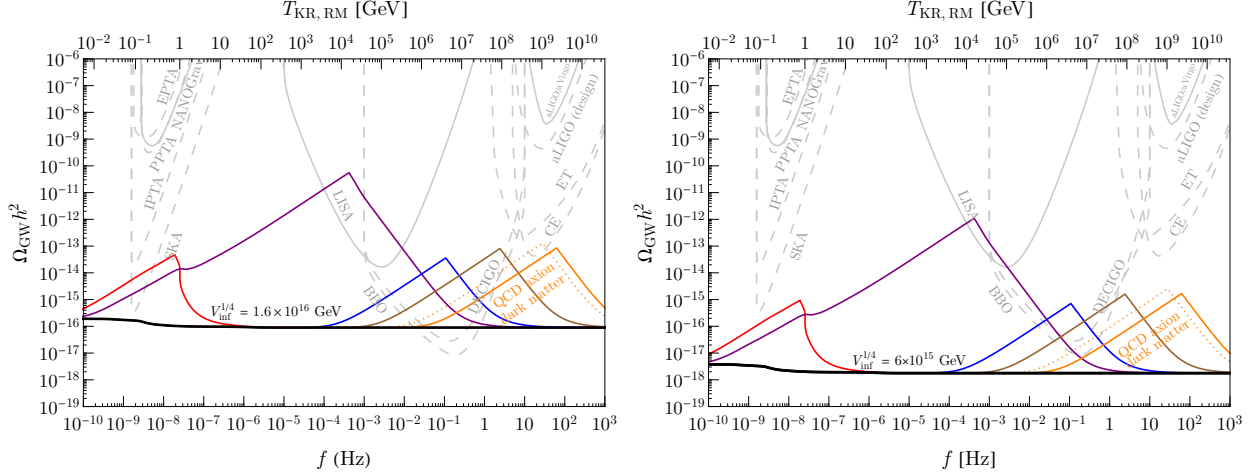 T_KR, RM [GeV]
10^-2 10^-1 1 10 10^2 10^3 10^4 10^5 10^6 10^7 10^8 10^9 10^10
Ω_GW h^2
10^-6
10^-7
10^-8
10^-9
10^-10
10^-11
10^-12
10^-13
10^-14
10^-15
10^-16
10^-17
10^-18
10^-19
EPTA
NANOGrav
PPTA
IPTA
SKA
LISA
BBO
DECIGO
aLIGO&Virgo
aLIGO (design)
ET
CE
QCD axion
dark matter
V_inf^1/4 = 1.6×10^16 GeV
10^-10 10^-9 10^-8 10^-7 10^-6 10^-5 10^-4 10^-3 10^-2 10^-1 1 10^1 10^2 10^3
f (Hz)
T_KR, RM [GeV]
10^-2 10^-1 1 10 10^2 10^3 10^4 10^5 10^6 10^7 10^8 10^9 10^10
Ω_GW h^2
10^-6
10^-7
10^-8
10^-9
10^-10
10^-11
10^-12
10^-13
10^-14
10^-15
10^-16
10^-17
10^-18
10^-19
EPTA
NANOGrav
PPTA
IPTA
SKA
LISA
BBO
DECIGO
aLIGO&Virgo
aLIGO (design)
ET
CE
QCD axion
dark matter
V_inf^1/4 = 6×10^15 GeV
10^-10 10^-9 10^-8 10^-7 10^-6 10^-5 10^-4 10^-3 10^-2 10^-1 1 10^1 10^2 10^3
f [Hz]